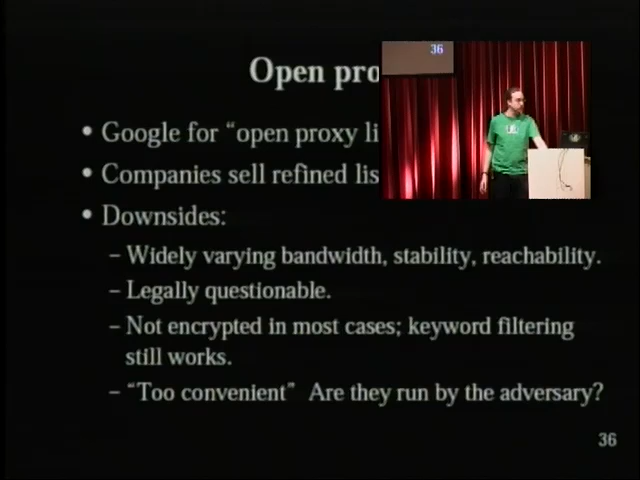 Open pro
• Google for “open proxy li
• Companies sell refined lis
• Downsides:
– Widely varying bandwidth, stability, reachability.
– Legally questionable.
– Not encrypted in most cases; keyword filtering
still works.
– “Too convenient” Are they run by the adversary?
36
36